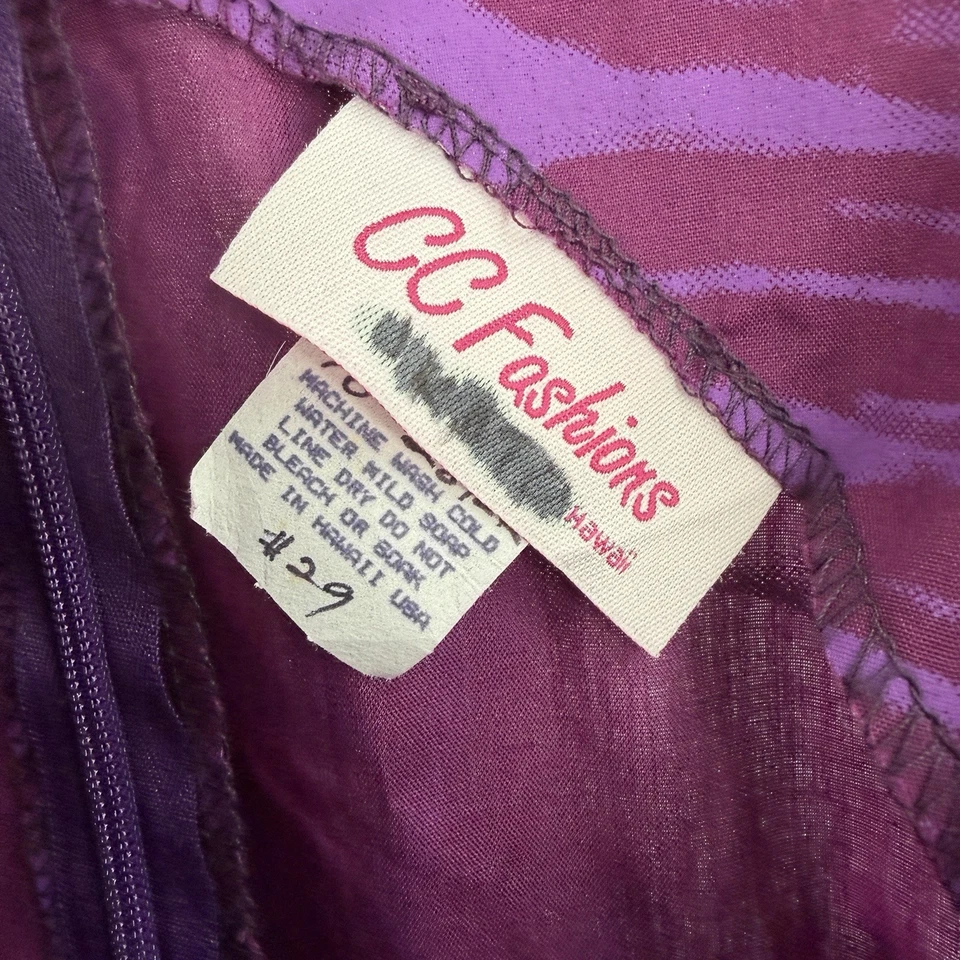 CC Fashions
Hawaii
MACHINE WASH COLD
WATER MILD SOAP
LINE DRY DO NOT
BLEACH OR SOAK
MADE IN HAWAII USA